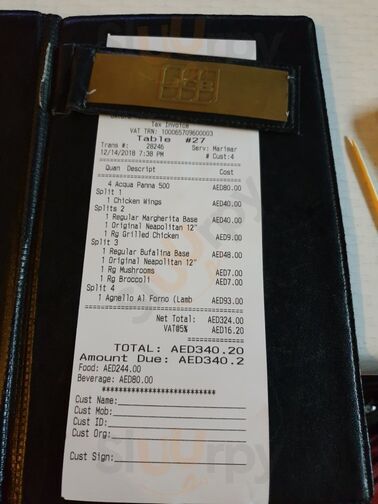 Tax Invoice
VAT TRN: 100065709600003
Table #27
Trans #: 28246 Serv: Marimar
12/14/2018 7:38 PM # Cust:4
Quan Descript Cost
4 Acqua Panna 500 AED80.00
Split 1
1 Chicken Wings AED40.00
Splits 2
1 Regular Margherita Base AED40.00
1 Original Neapolitan 12"
1 Rg Grilled Chicken AED9.00
Split 3
1 Regular Bufalina Base AED48.00
1 Original Neapolitan 12"
1 Rg Mushrooms AED7.00
1 Rg Broccoli AED7.00
Split 4
1 Agnello Al Forno (Lamb AED93.00
Net Total: AED324.00
VAT@5% AED16.20
TOTAL: AED340.20
Amount Due: AED340.2
Food: AED244.00
Beverage: AED80.00
****************************
Cust Name:
Cust Mob:
Cust ID:
Cust Org:
Cust Sign: